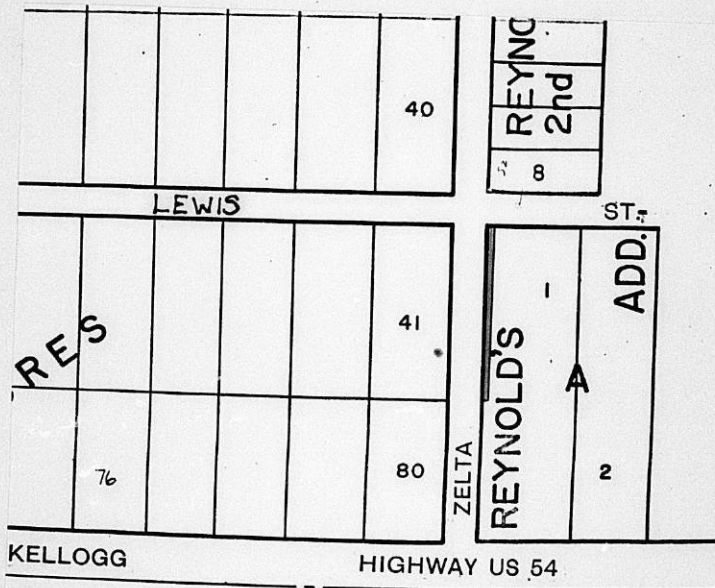 REYNO
2nd
40
8
LEWIS
ST.
ADD.
1
41
RES
REYNOLD'S
A
76
80
ZELTA
2
KELLOGG
HIGHWAY US 54